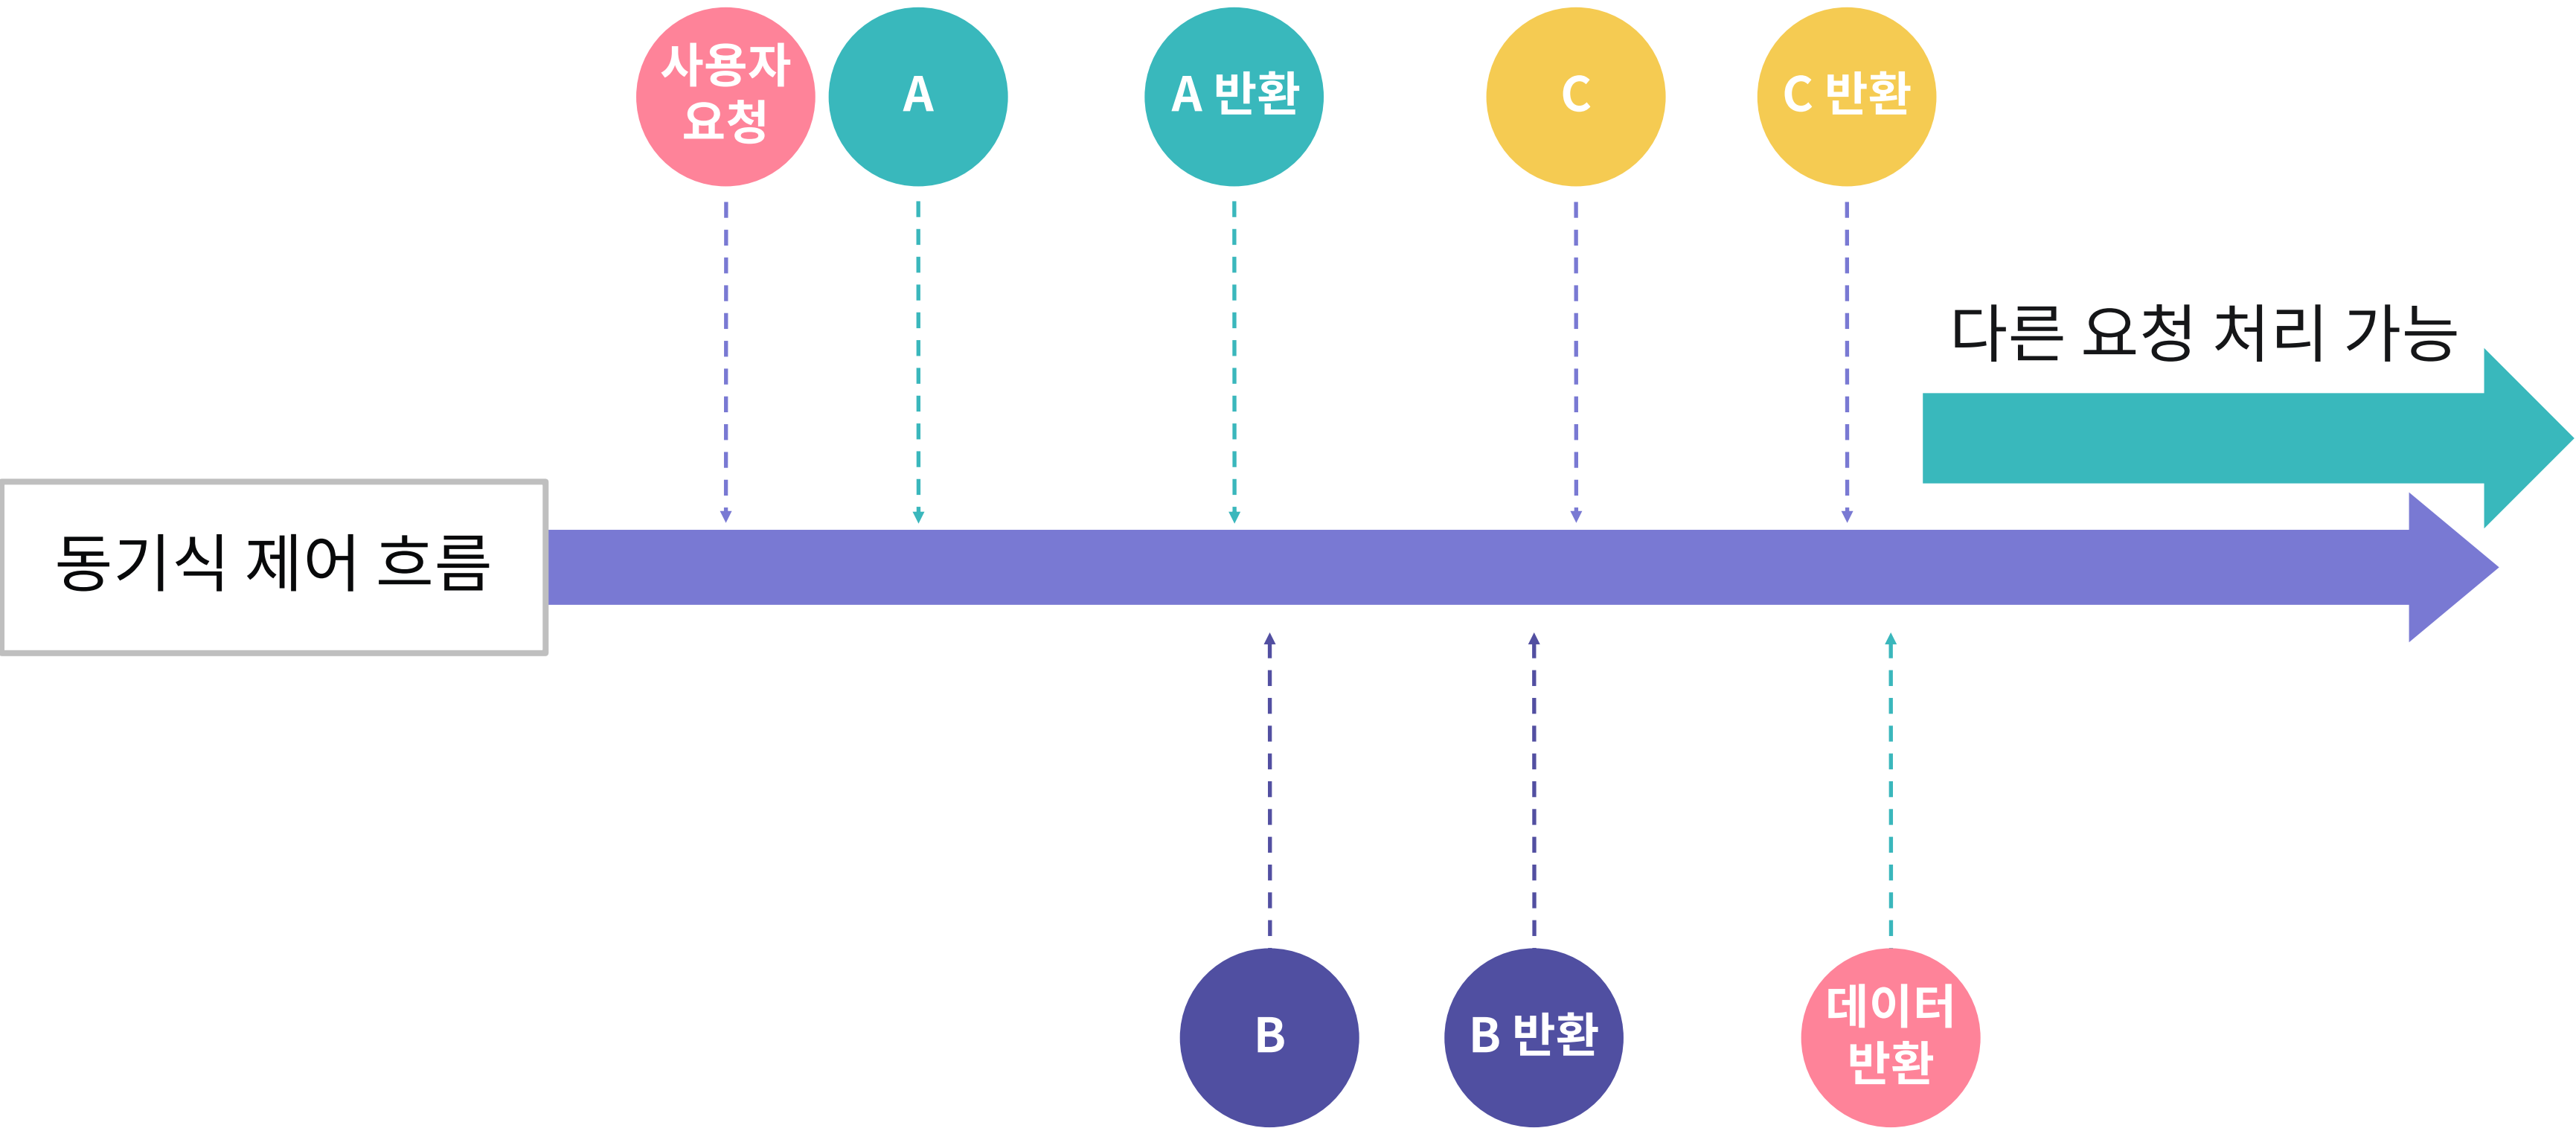 사용자
요청
A
A 반환
C
C 반환
다른 요청 처리 가능
동기식 제어 흐름
B
B 반환
데이터
반환